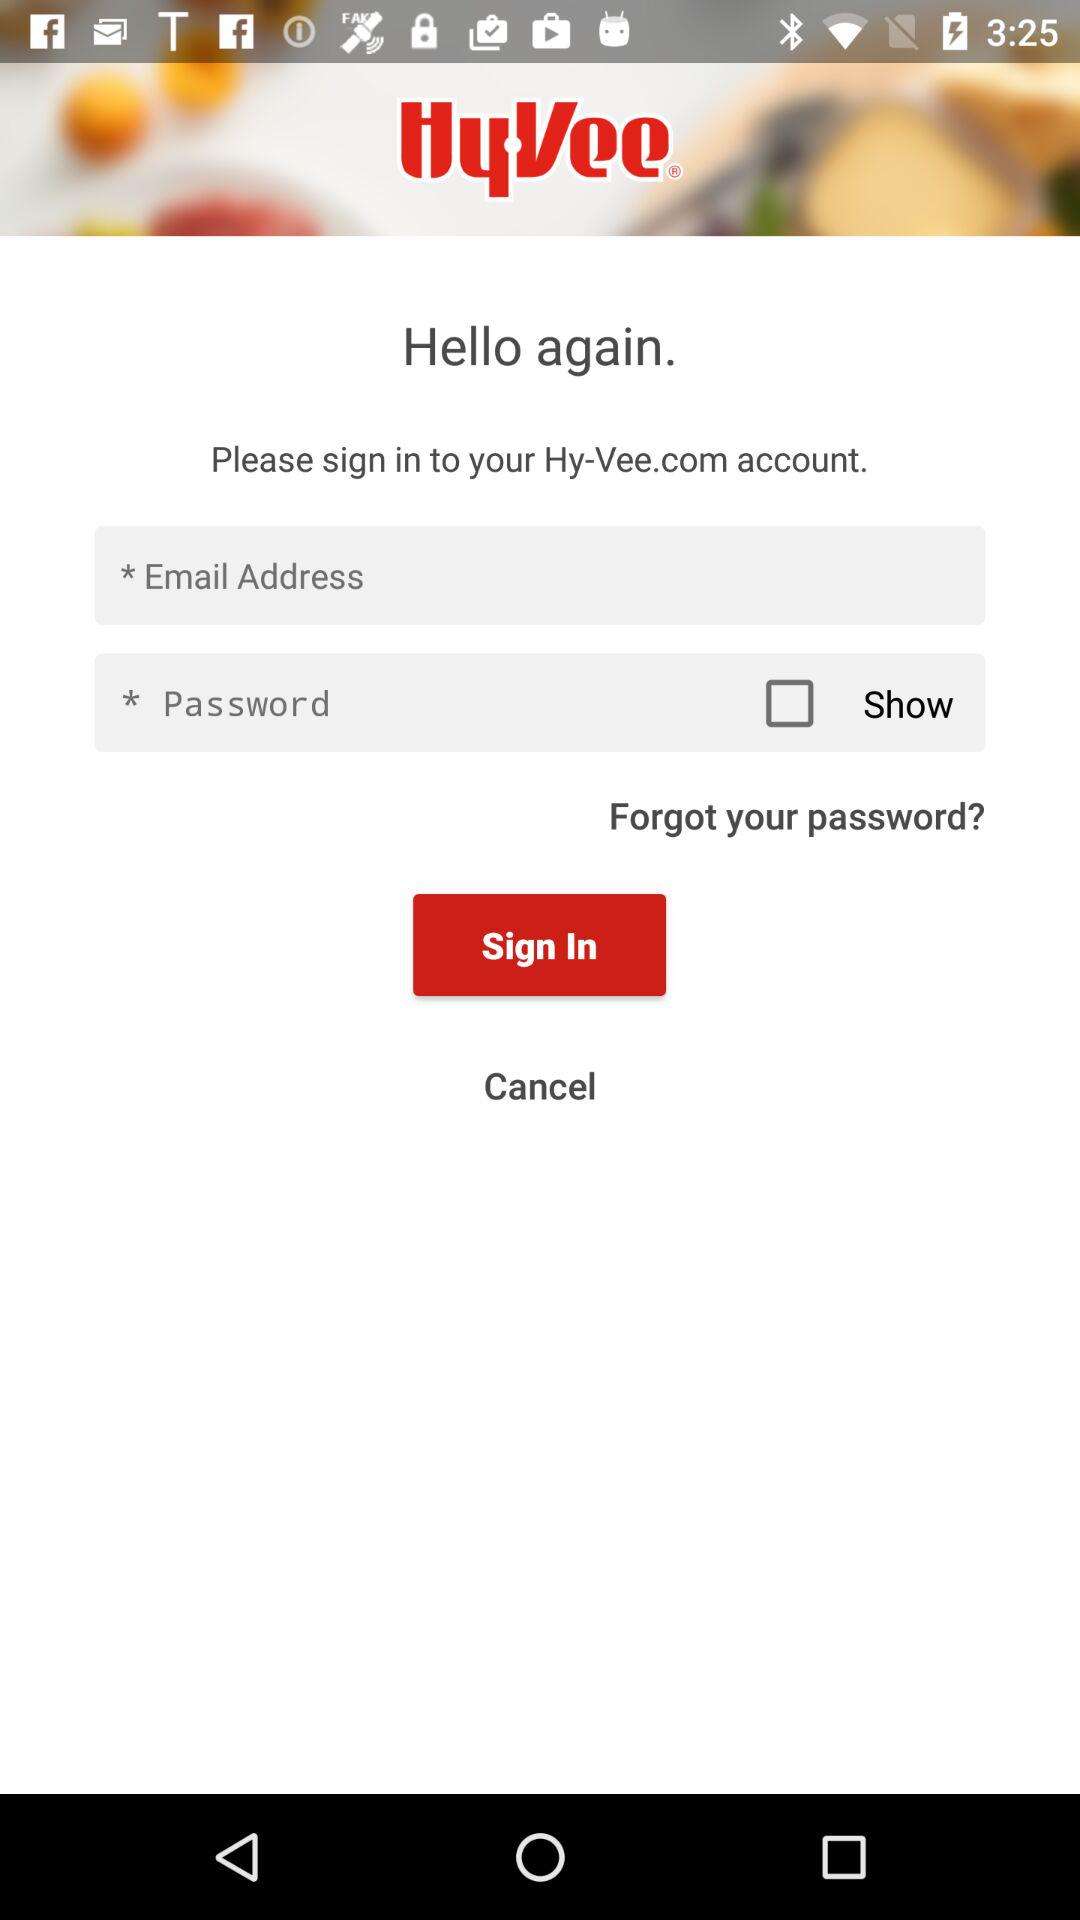 FAKE
3:25
HyVee®
Hello again.
Please sign in to your Hy-Vee.com account.
* Email Address
* Password
Show
Forgot your password?
Sign In
Cancel